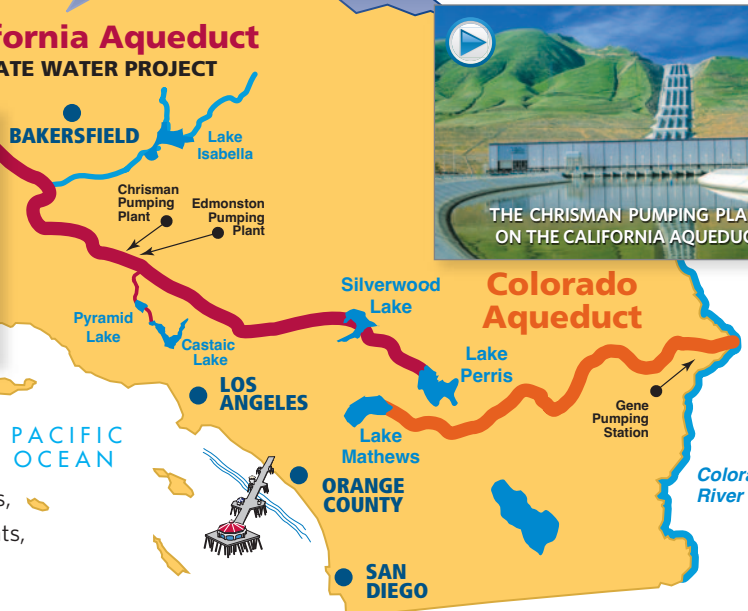 fornia Aqueduct
ATE WATER PROJECT
BAKERSFIELD
Lake
Isabella
Chrisman
Pumping
Plant
Edmonston
Pumping
Plant
THE CHRISMAN PUMPING PLA
ON THE CALIFORNIA AQUEDUC
Silverwood
Lake
Colorado
Aqueduct
Pyramid
Lake
Castaic
Lake
Lake
Perris
LOS
ANGELES
Gene
Pumping
Station
PACIFIC
OCEAN
Lake
Mathews
Colora
River
ORANGE
COUNTY
s,
ts,
SAN
DIEGO